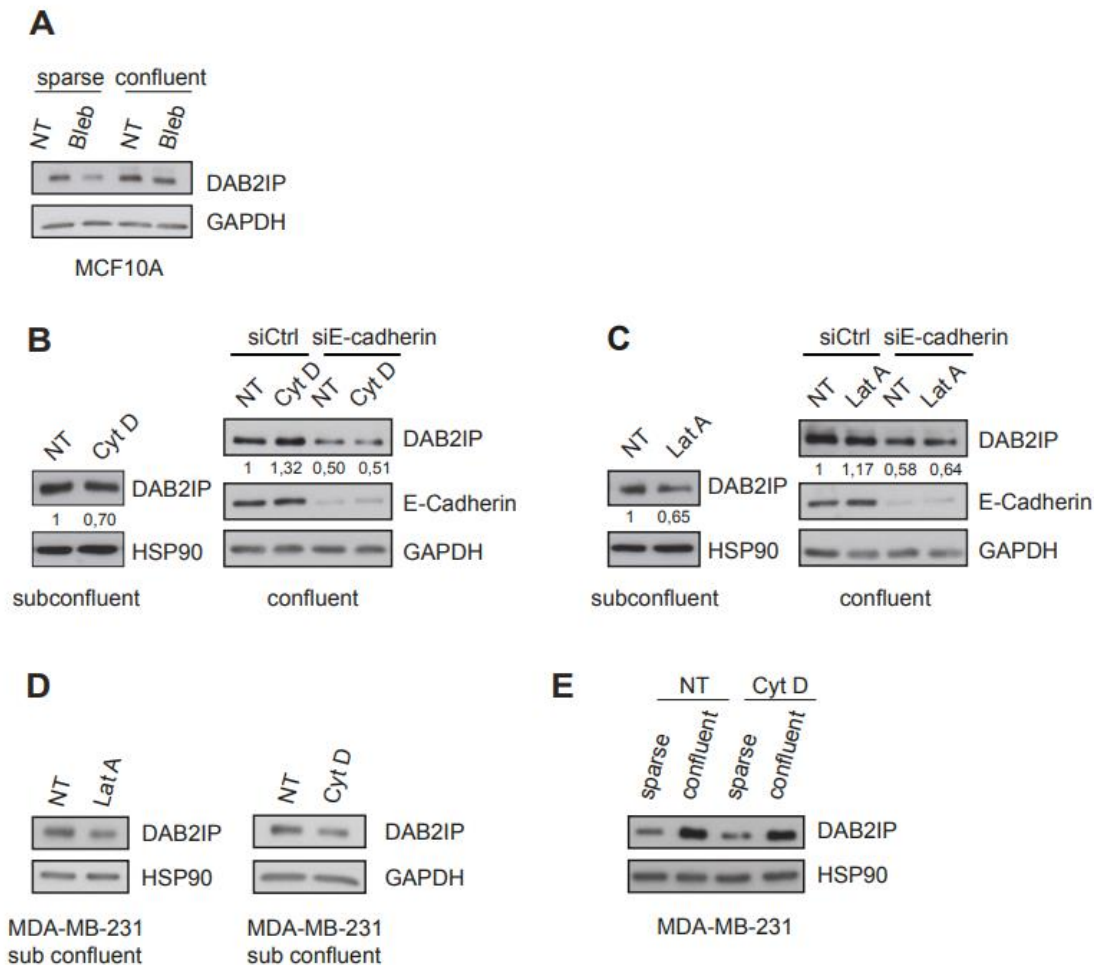 A
sparse confluent
NT Bleb NT Bleb
DAB2IP
GAPDH
MCF10A
B
siCtrl siE-cadherin
NT Cyt D NT Cyt D
NT Cyt D
DAB2IP
1 1,32 0,50 0,51
DAB2IP
1 0,70
E-Cadherin
HSP90
GAPDH
subconfluent
confluent
C
siCtrl siE-cadherin
NT Lat A NT Lat A
NT Lat A
DAB2IP
1 1,17 0,58 0,64
DAB2IP
1 0,65
E-Cadherin
HSP90
GAPDH
subconfluent
confluent
D
NT Lat A
DAB2IP
HSP90
MDA-MB-231
sub confluent
NT Cyt D
DAB2IP
GAPDH
MDA-MB-231
sub confluent
E
NT Cyt D
sparse confluent sparse confluent
DAB2IP
HSP90
MDA-MB-231